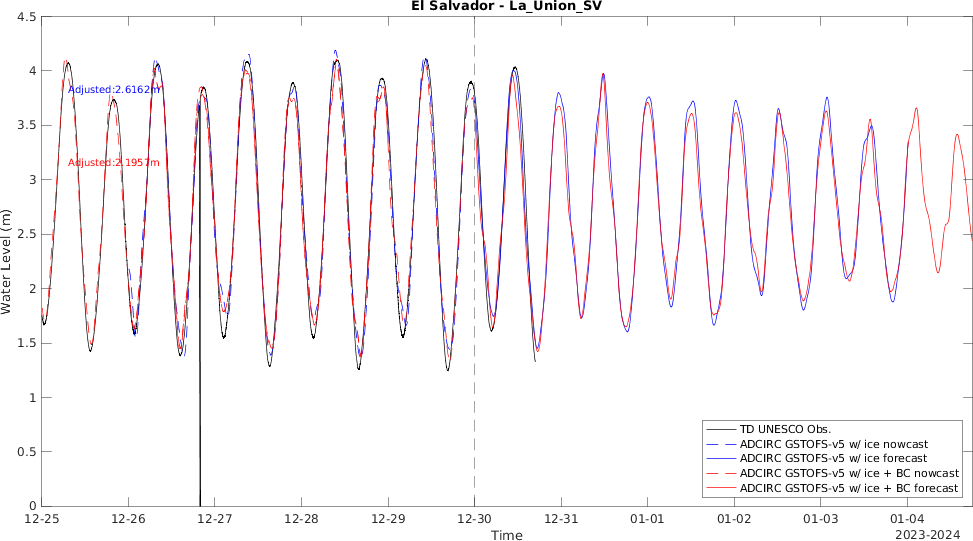 El Salvador - La_Union_SV
4.5
4
3.5
3
2.5
2
1.5
1
0.5
0
Water Level (m)
Adjusted:2.6162m
Adjusted:2.1957m
TD UNESCO Obs.
ADCIRC GSTOFS-v5 w/ ice nowcast
ADCIRC GSTOFS-v5 w/ ice forecast
ADCIRC GSTOFS-v5 w/ ice + BC nowcast
ADCIRC GSTOFS-v5 w/ ice + BC forecast
12-25 12-26 12-27 12-28 12-29 12-30 12-31 01-01 01-02 01-03 01-04
Time
2023-2024